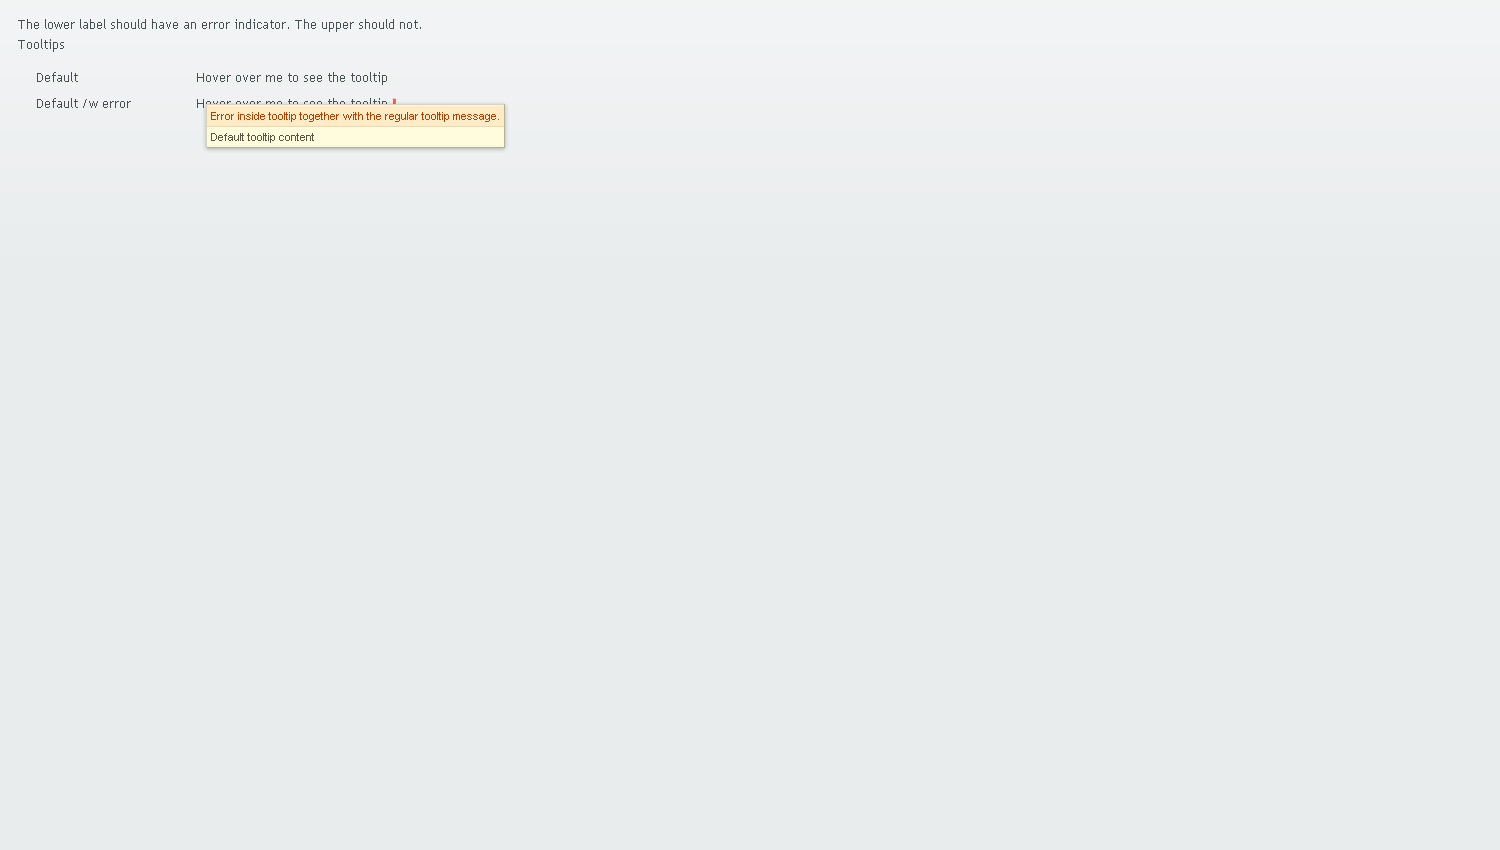 The lower label should have an error indicator. The upper should not.
Tooltips
Default
Hover over me to see the tooltip
Default /w error
Hover over me to see the tooltip
Error inside tooltip together with the regular tooltip message.
Default tooltip content